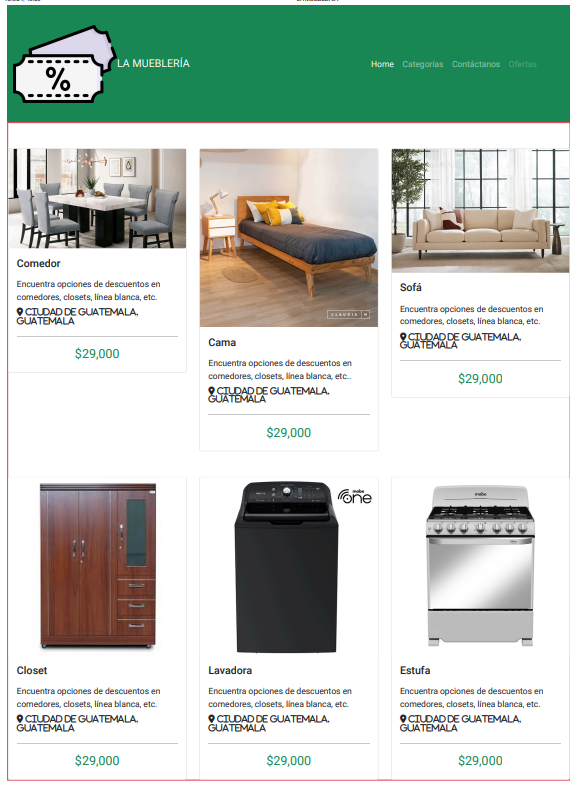 %
LA MUEBLERÍA
Home Categorías Contáctanos Ofertas
Comedor
Encuentra opciones de descuentos en
comedores, closets, línea blanca, etc.
CIUDAD DE GUATEMALA,
GUATEMALA
$29,000
CLAUDIA
Cama
Encuentra opciones de descuentos en
comedores, closets, línea blanca, etc..
CIUDAD DE GUATEMALA,
GUATEMALA
$29,000
Sofá
Encuentra opciones de descuentos en
comedores, closets, línea blanca, etc.
CIUDAD DE GUATEMALA,
GUATEMALA
$29,000
Closet
Encuentra opciones de descuentos en
comedores, closets, línea blanca, etc.
CIUDAD DE GUATEMALA,
GUATEMALA
$29,000
mabe
one
Lavadora
Encuentra opciones de descuentos en
comedores, closets, línea blanca, etc.
CIUDAD DE GUATEMALA,
GUATEMALA
$29,000
mabe
Estufa
Encuentra opciones de descuentos en
comedores, closets, línea blanca, etc.
CIUDAD DE GUATEMALA,
GUATEMALA
$29,000